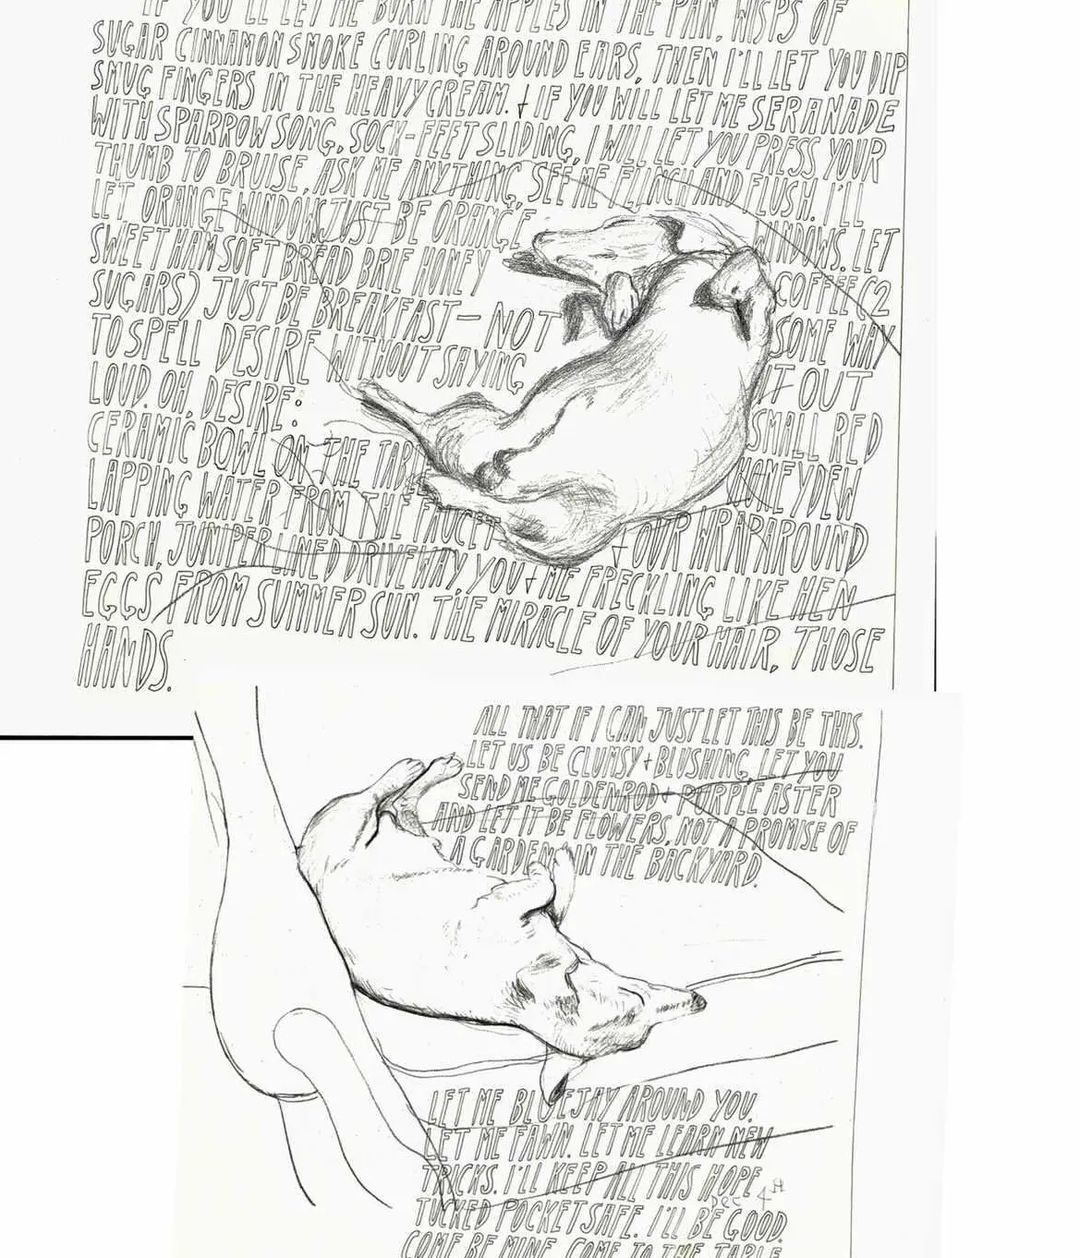 IF YOU'LL LET ME BURN THE APPLES IN THE PAN, WISPS OF
SUGAR CINNAMON SMOKE CURLING AROUND EARS, THEN I'LL LET YOU DIP
SMUG FINGERS IN THE HEAVY CREAM. + IF YOU WILL LET ME SERANADE
WITH SPARROW SONG, SOCK-FEET SLIDING, I WILL LET YOU PRESS YOUR
THUMB TO BRUISE, ASK ME ANYTHING, SEE ME FLINCH AND FLUSH. I'LL
LET ORANGE WINDOWS JUST BE ORANGE WINDOWS. LET
SWEET HAM SOFT BREAD BRIE HONEY COFFEE (2
SUGARS) JUST BE BREAKFAST — NOT SOME WAY
TO SPELL DESIRE WITHOUT SAYING IT OUT
LOUD. OH, DESIRE: SMALL RED
CERAMIC BOWL ON THE TABLE HONEYDEW
LAPPING WATER FROM THE FAUCET + OUR WRAPAROUND
PORCH, JUNIPER LINED DRIVEWAY, YOU + ME FRECKLING LIKE HEN
EGGS FROM SUMMER SUN. THE MIRACLE OF YOUR HAIR, THOSE
HANDS.
ALL THAT IF I CAN JUST LET THIS BE THIS.
LET US BE CLUMSY + BLUSHING, LET YOU
SEND ME GOLDENROD + PURPLE ASTER
AND LET IT BE FLOWERS, NOT A PROMISE OF
A GARDEN IN THE BACKYARD.
LET ME BLUEJAY AROUND YOU.
LET ME FAWN. LET ME LEARN NEW
TRICKS. I'LL KEEP ALL THIS HOPE
Dec 4th
TUCKED POCKETSAFE. I'LL BE GOOD.
COME BE MINE. COME TO THE TABLE